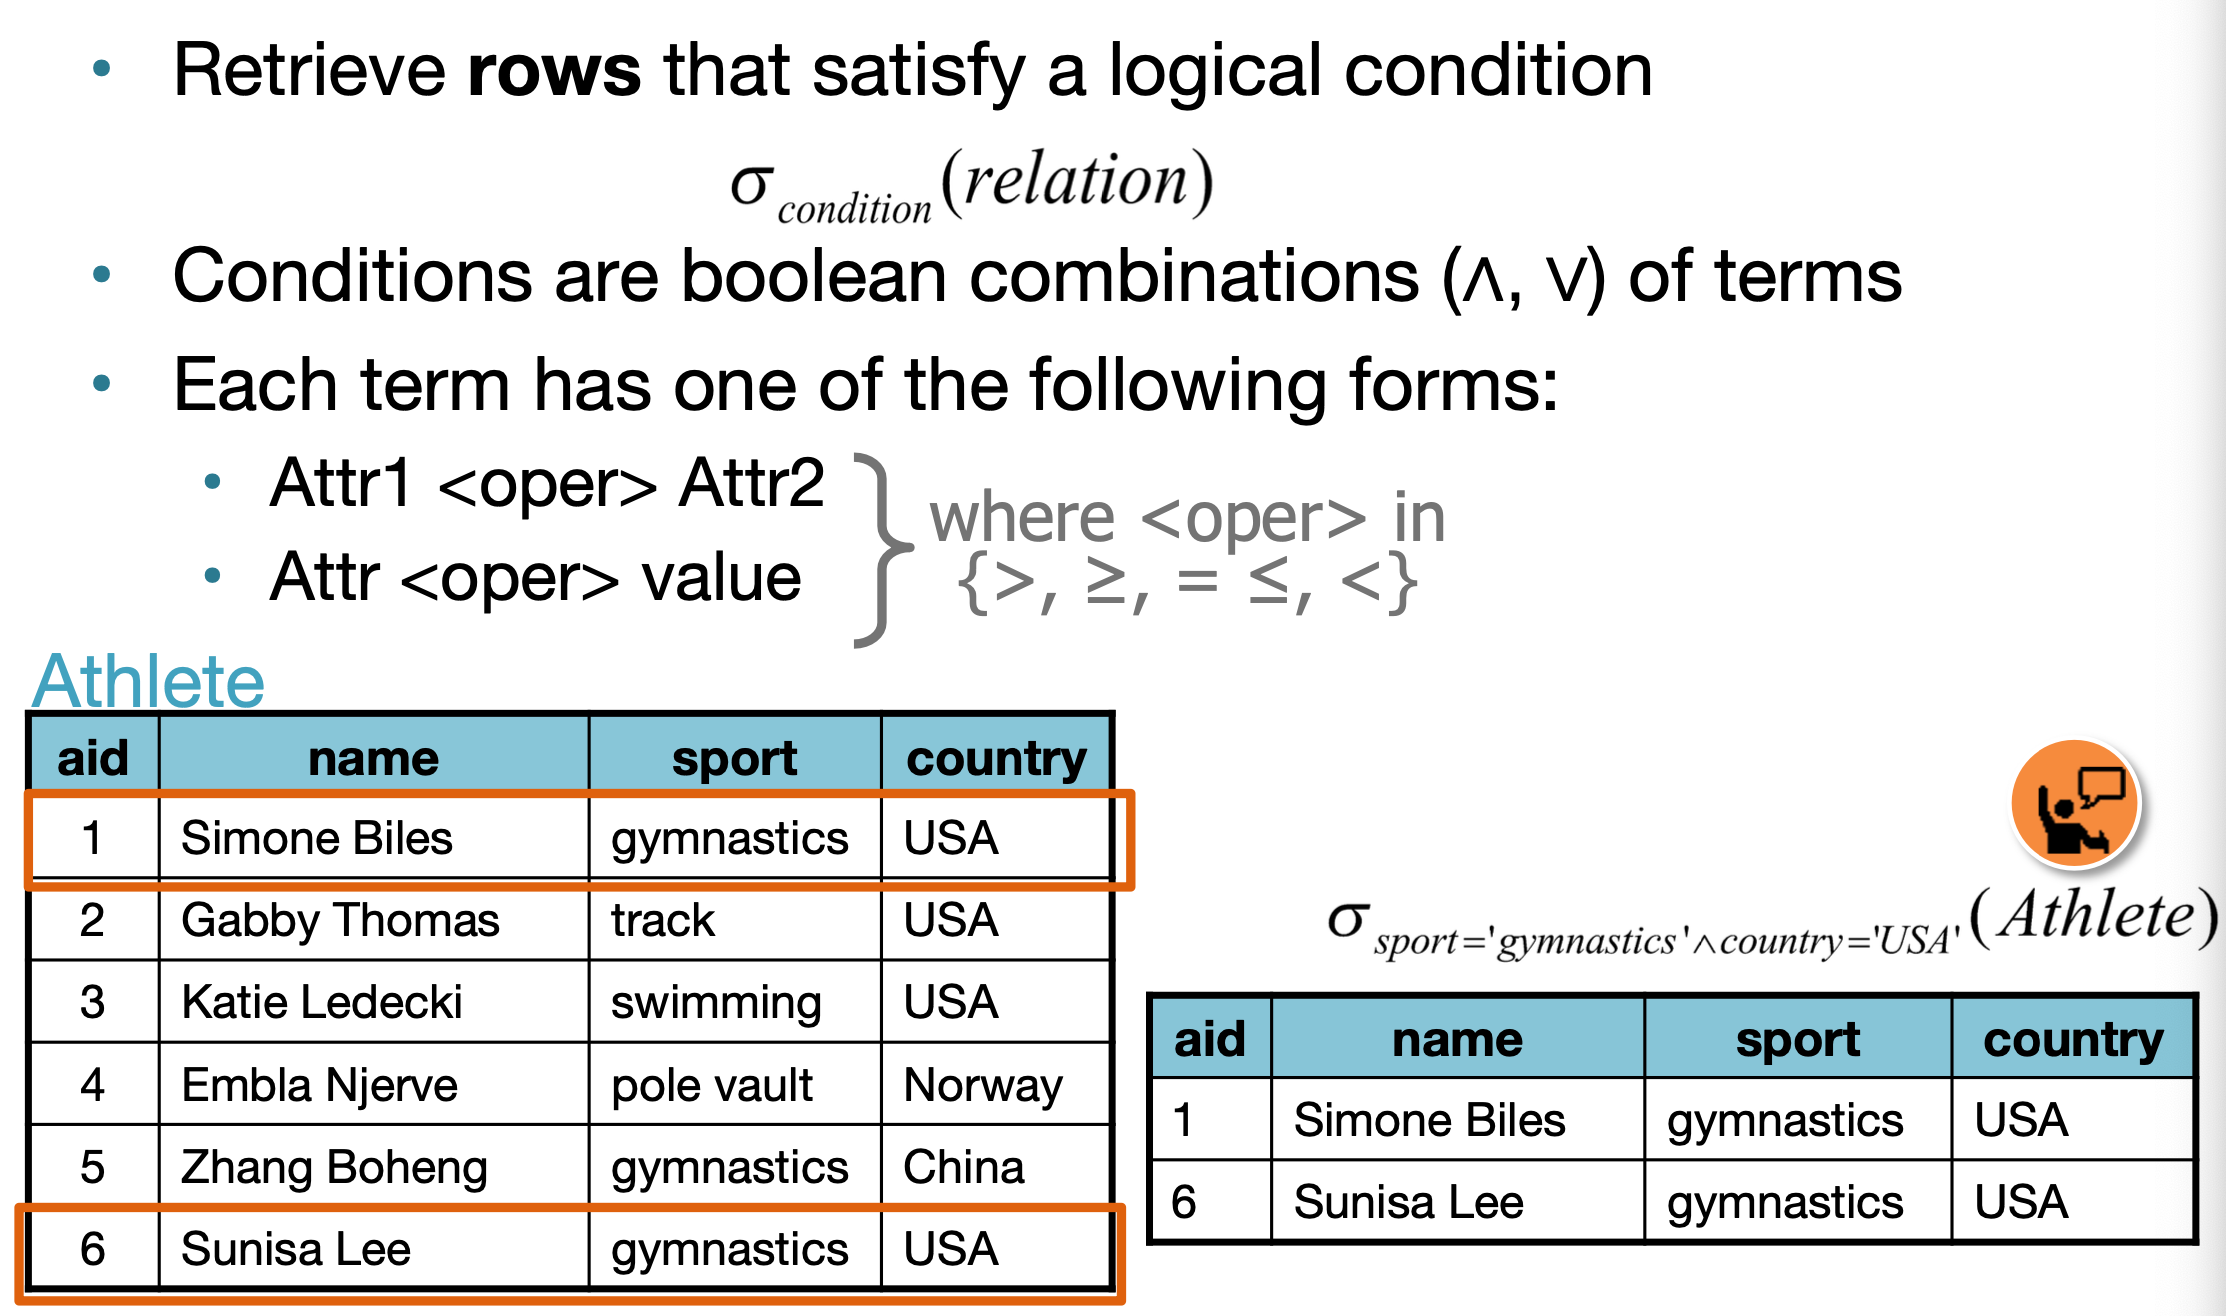 • Retrieve rows that satisfy a logical condition
σ condition (relation)
• Conditions are boolean combinations (∧, ∨) of terms
• Each term has one of the following forms:
• Attr1 <oper> Attr2
• Attr <oper> value
where <oper> in
{>, ≥, = ≤, <}
Athlete
aid name sport country
1 Simone Biles gymnastics USA
2 Gabby Thomas track USA
3 Katie Ledecki swimming USA
4 Embla Njerve pole vault Norway
5 Zhang Boheng gymnastics China
6 Sunisa Lee gymnastics USA
σ sport='gymnastics'∧country='USA' (Athlete)
aid name sport country
1 Simone Biles gymnastics USA
6 Sunisa Lee gymnastics USA